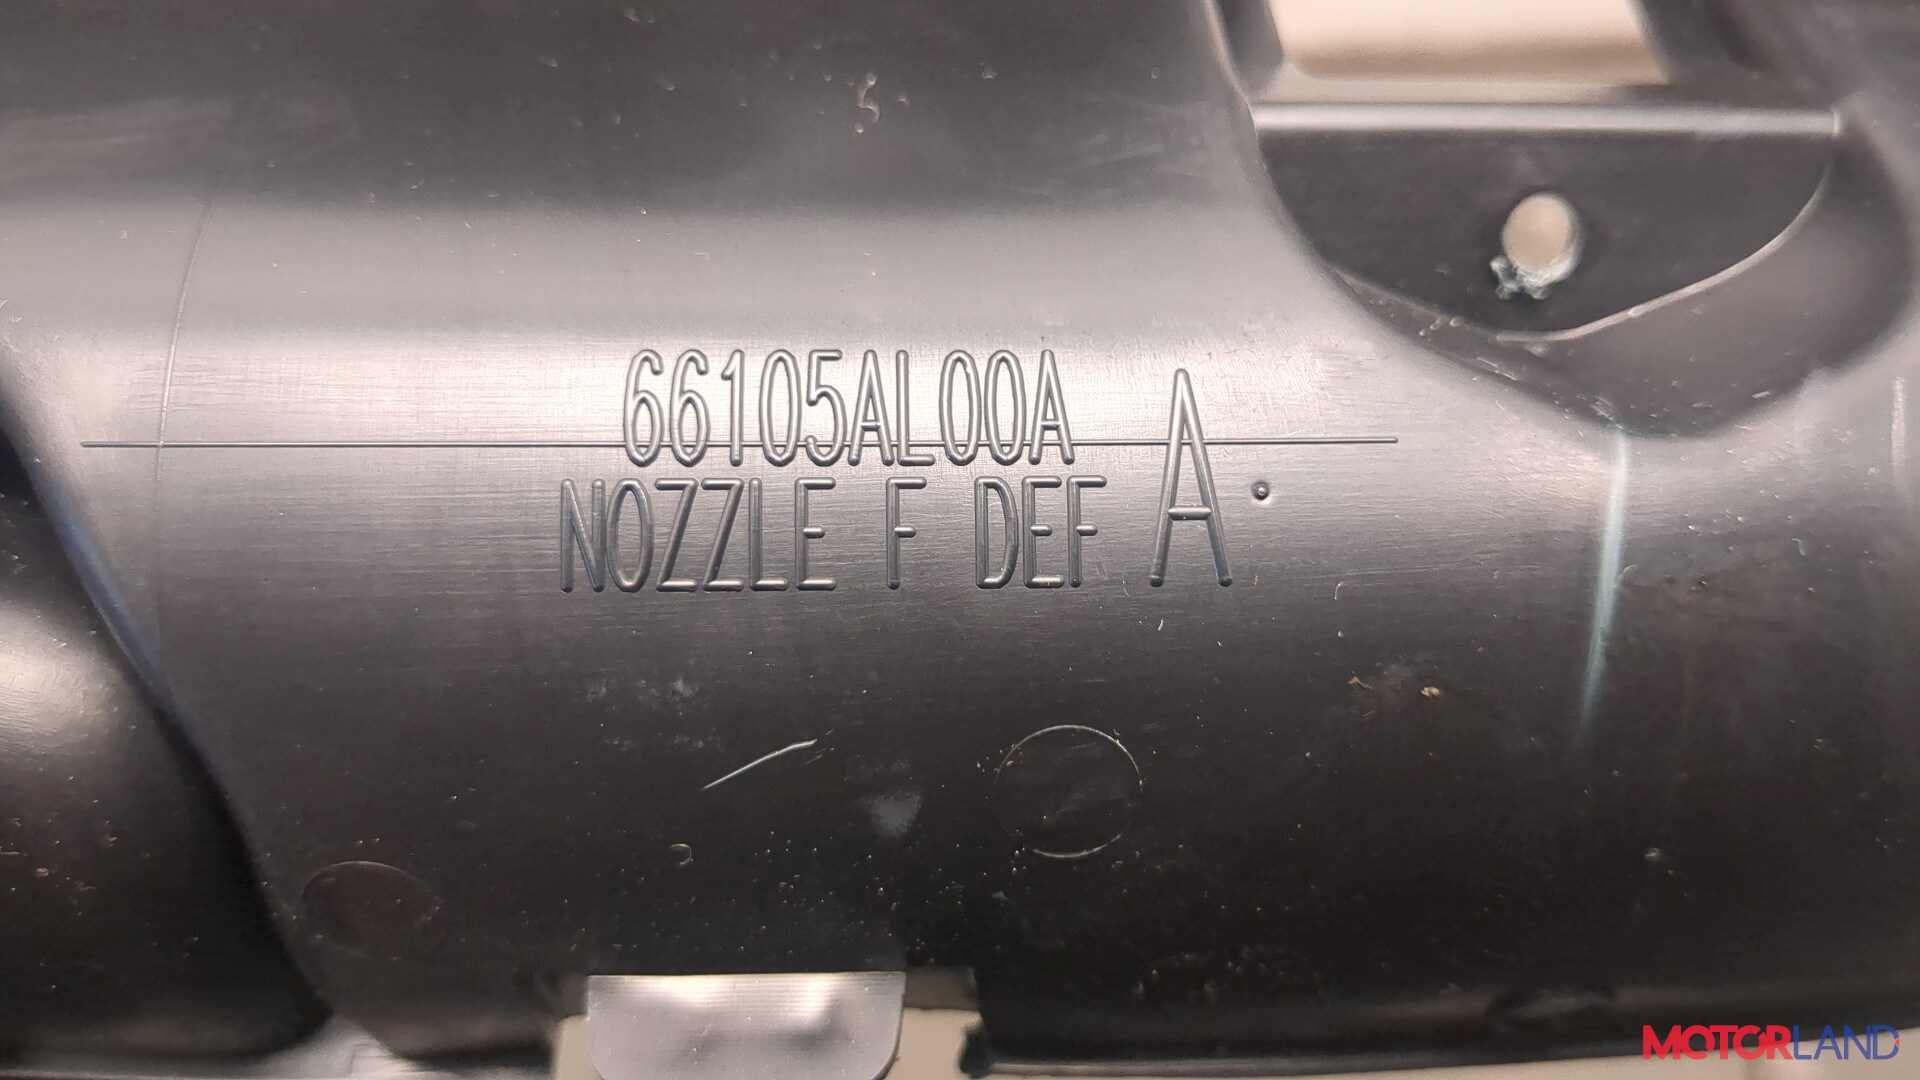 66105AL00A
NOZZLE F DEF A
MOTORLAND